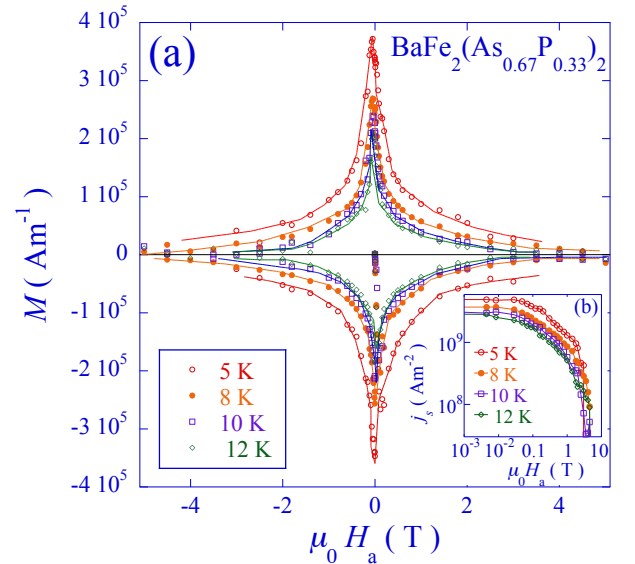 (a)
BaFe2(As0.67P0.33)2
4 10^5
3 10^5
2 10^5
1 10^5
0
-1 10^5
-2 10^5
-3 10^5
-4 10^5
M ( Am^-1 )
5 K
8 K
10 K
12 K
-4
-2
0
2
4
μ0 Ha ( T )
(b)
10^9
10^8
js ( Am^-2 )
5 K
8 K
10 K
12 K
10^-3 10^-2 0.1 1 10
μ0Ha ( T )